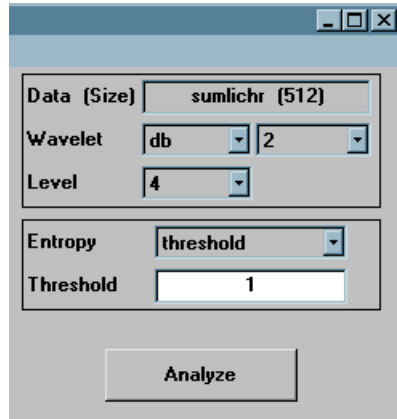 Data (Size) sumlichr (512)
Wavelet db 2
Level 4
Entropy threshold
Threshold 1
Analyze